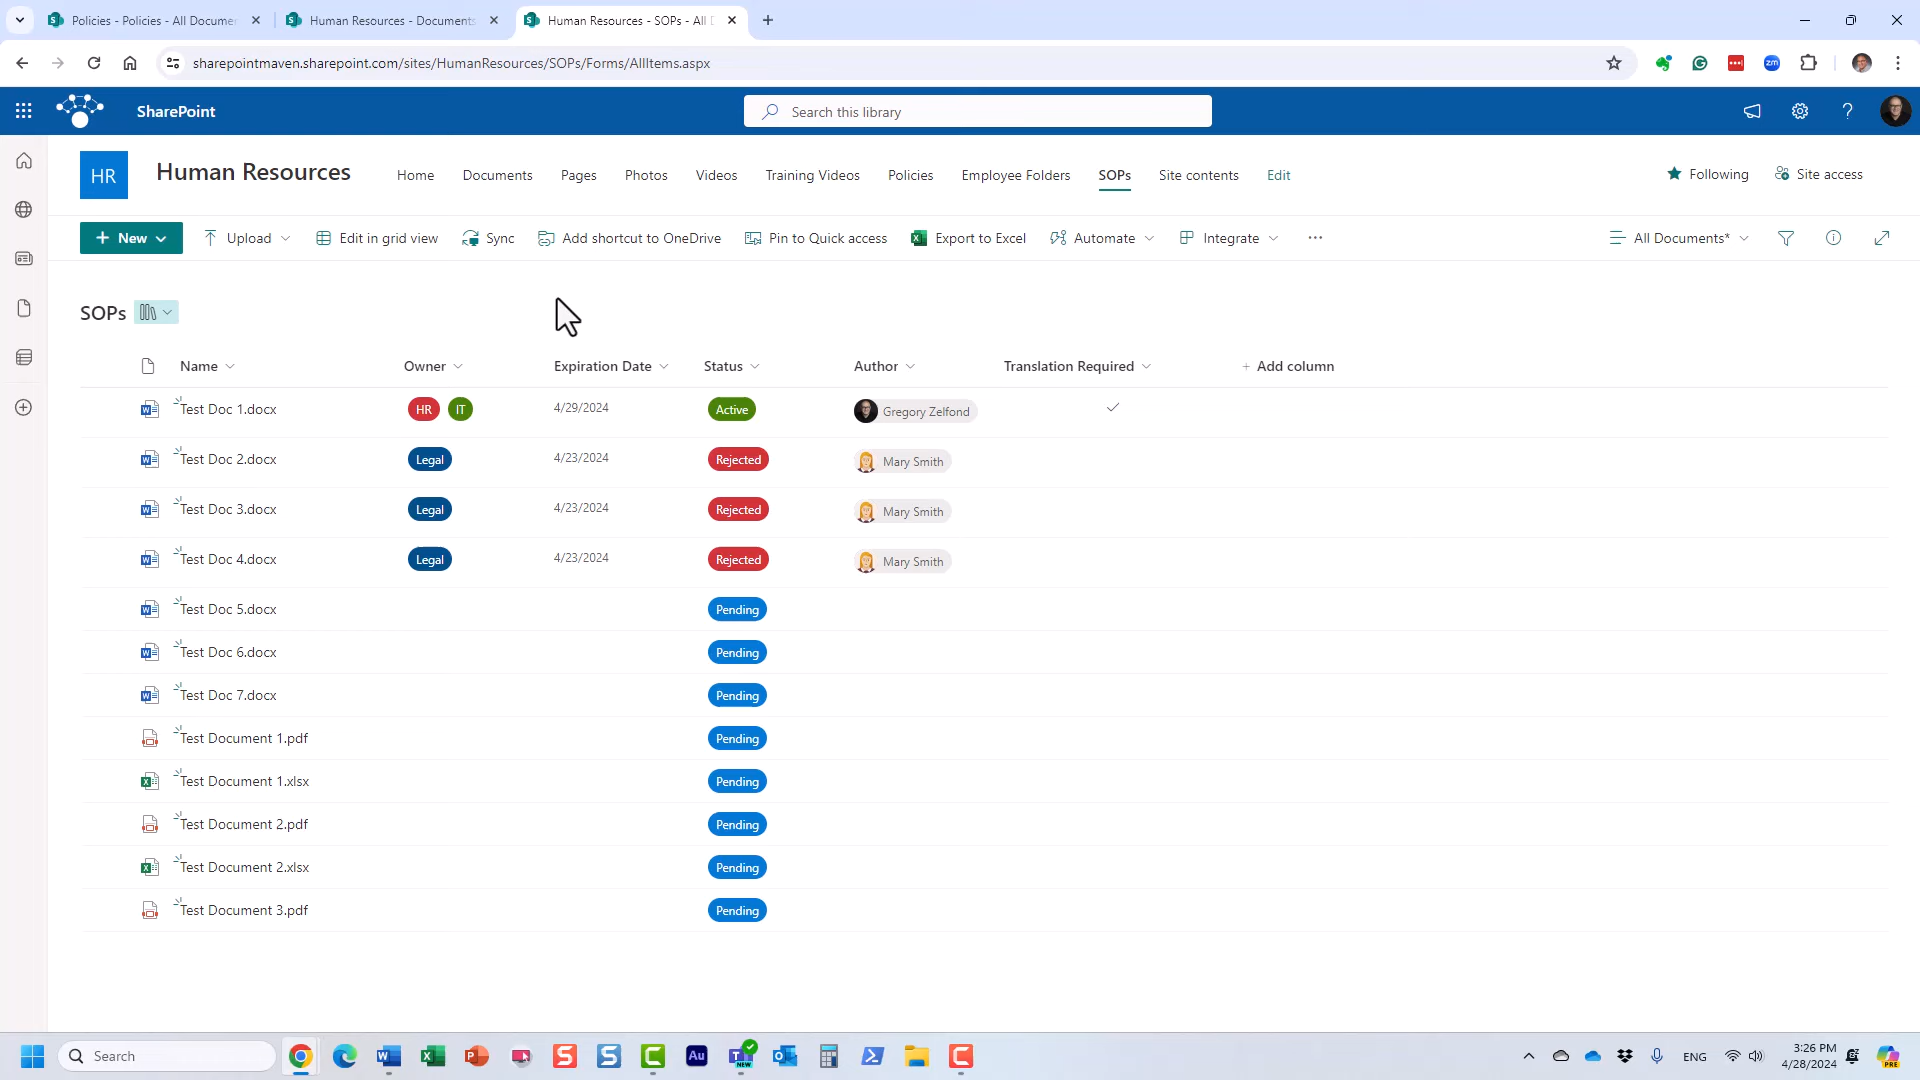 Policies - Policies - All Documen
Human Resources - Documents
Human Resources - SOPs - All D
sharepointmaven.sharepoint.com/sites/HumanResources/SOPs/Forms/AllItems.aspx
SharePoint
Search this library
HR
Human Resources
Home
Documents
Pages
Photos
Videos
Training Videos
Policies
Employee Folders
SOPs
Site contents
Edit
Following
Site access
New
Upload
Edit in grid view
Sync
Add shortcut to OneDrive
Pin to Quick access
Export to Excel
Automate
Integrate
All Documents*
SOPs
Name Owner Expiration Date Status Author Translation Required + Add column
Test Doc 1.docx HR IT 4/29/2024 Active Gregory Zelfond
Test Doc 2.docx Legal 4/23/2024 Rejected Mary Smith
Test Doc 3.docx Legal 4/23/2024 Rejected Mary Smith
Test Doc 4.docx Legal 4/23/2024 Rejected Mary Smith
Test Doc 5.docx Pending
Test Doc 6.docx Pending
Test Doc 7.docx Pending
Test Document 1.pdf Pending
Test Document 1.xlsx Pending
Test Document 2.pdf Pending
Test Document 2.xlsx Pending
Test Document 3.pdf Pending
Search
ENG
3:26 PM
4/28/2024